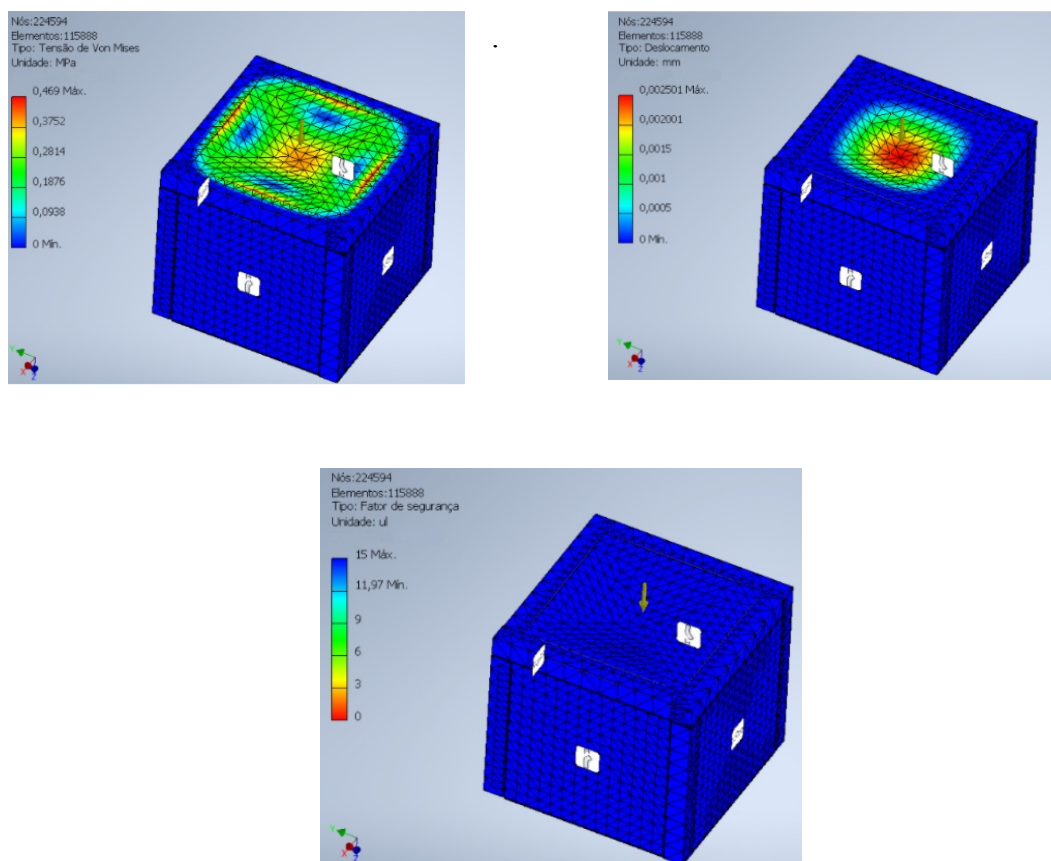 Nós:224594
Elementos:115888
Tipo: Tensão de Von Mises
Unidade: MPa
0,469 Máx.
0,3752
0,2814
0,1876
0,0938
0 Mín.
Y
X
Z
Nós:224594
Elementos:115888
Tipo: Deslocamento
Unidade: mm
0,002501 Máx.
0,002001
0,0015
0,001
0,0005
0 Mín.
Y
X
Z
Nós:224594
Elementos:115888
Tipo: Fator de segurança
Unidade: ul
15 Máx.
11,97 Mín.
9
6
3
0
Y
X
Z